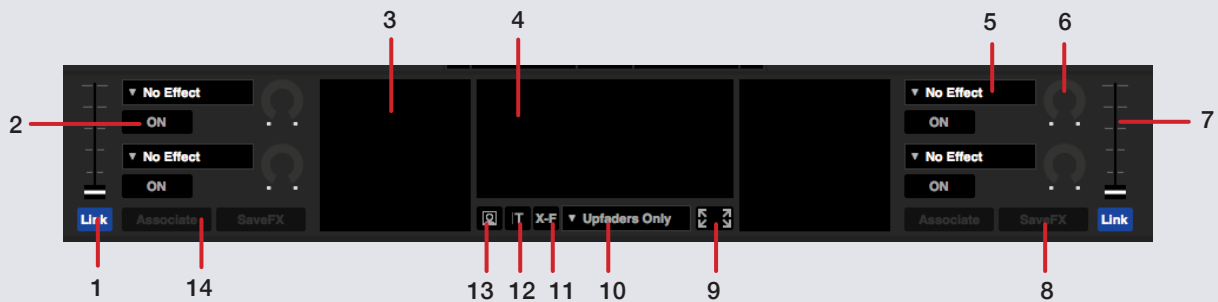 3 4 5 6
▼ No Effect ▼ No Effect
2 ON ON 7
▼ No Effect ▼ No Effect
ON ON
Link Associate SaveFX T X-F ▼ Upfaders Only Associate SaveFX Link
1 14 13 12 11 10 9 8